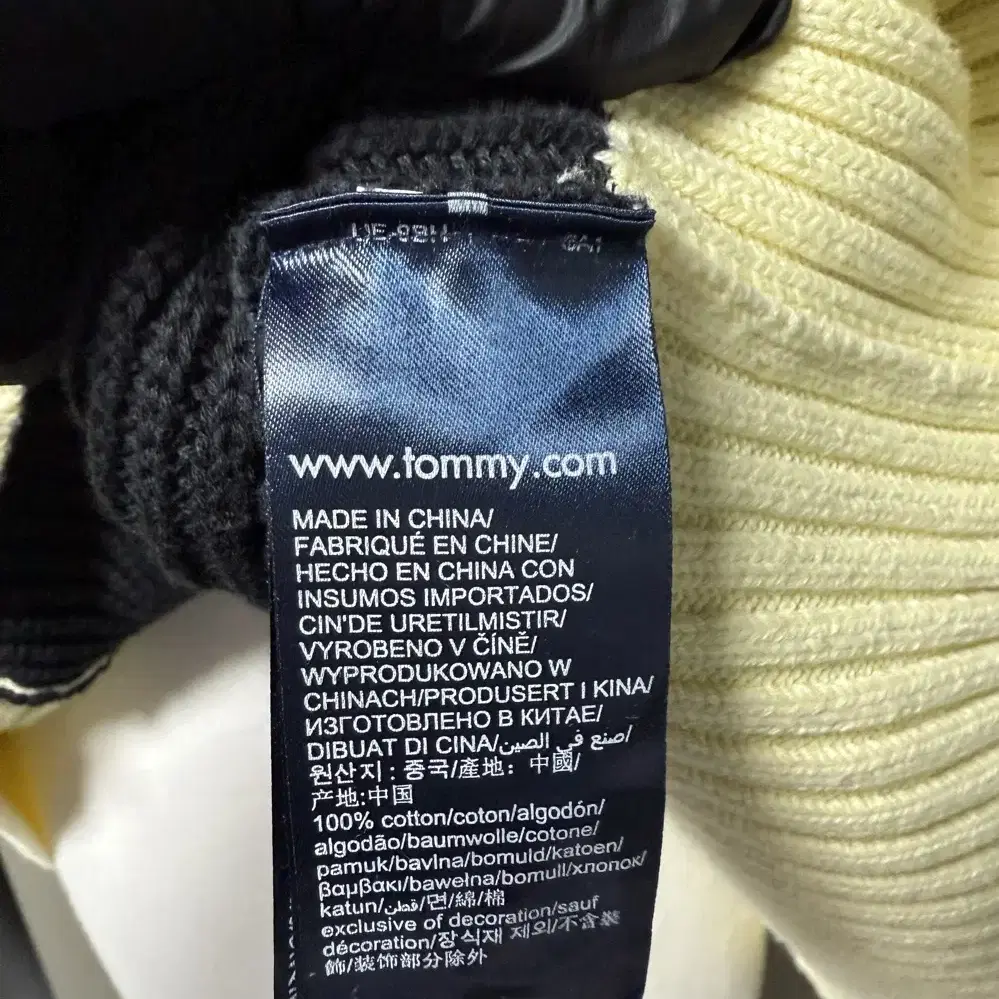 www.tommy.com
MADE IN CHINA/
FABRIQUÉ EN CHINE/
HECHO EN CHINA CON
INSUMOS IMPORTADOS/
CIN'DE URETILMISTIR/
VYROBENO V ČÍNĚ/
WYPRODUKOWANO W
CHINACH/PRODUSERT I KINA/
ИЗГОТОВЛЕНО В КИТАЕ/
DIBUAT DI CINA/صنع في الصين/
원산지 : 중국/產地: 中國/
产地:中国
100% cotton/coton/algodón/
algodão/baumwolle/cotone/
pamuk/bavlna/bomuld/katoen/
βαμβακι/bawełna/bomull/хлопок/
katun/قطن/면/綿/棉
exclusive of decoration/sauf
décoration/장식재 제외/不含裝
飾/装饰部分除外